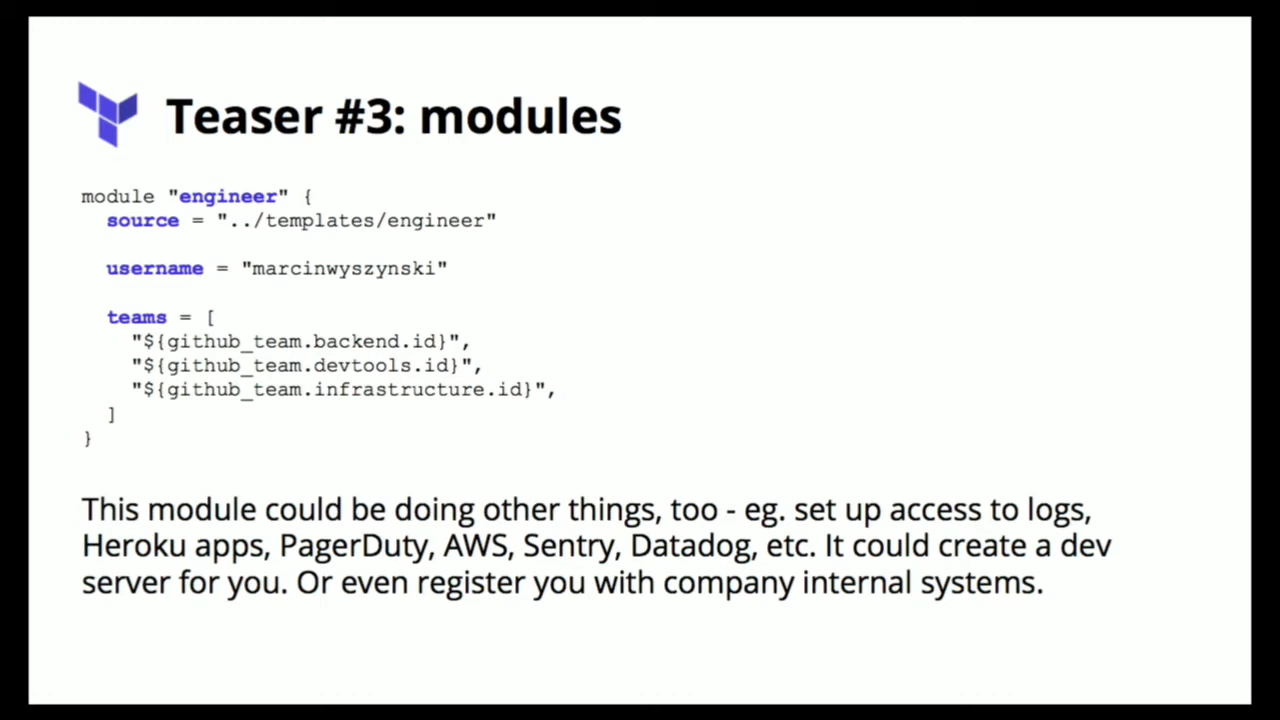 Teaser #3: modules
module "engineer" {
source = "../templates/engineer"
username = "marcinwyszynski"
teams = [
"${github_team.backend.id}",
"${github_team.devtools.id}",
"${github_team.infrastructure.id}",
]
}
This module could be doing other things, too - eg. set up access to logs,
Heroku apps, PagerDuty, AWS, Sentry, Datadog, etc. It could create a dev
server for you. Or even register you with company internal systems.